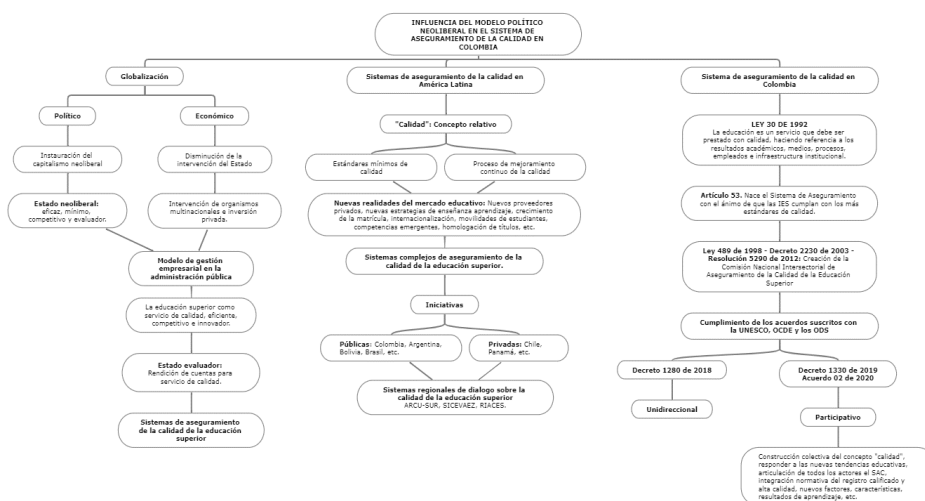 INFLUENCIA DEL MODELO POLÍTICO
NEOLIBERAL EN EL SISTEMA DE
ASEGURAMIENTO DE LA CALIDAD EN
COLOMBIA
Globalización
Político
Económico
Instauración del
capitalismo neoliberal
Disminución de la
intervención del Estado
Estado neoliberal:
eficaz, mínimo,
competitivo y evaluador.
Intervención de organismos
multinacionales e inversión
privada.
Modelo de gestión
empresarial en la
administración pública
La educación superior como
servicio de calidad, eficiente,
competitivo e innovador.
Estado evaluador:
Rendición de cuentas para
servicio de calidad.
Sistemas de aseguramiento
de la calidad de la educación
superior
Sistemas de aseguramiento de la calidad en
América Latina
"Calidad": Concepto relativo
Estándares mínimos de
calidad
Proceso de mejoramiento
continuo de la calidad
Nuevas realidades del mercado educativo: Nuevos proveedores
privados, nuevas estrategias de enseñanza aprendizaje, crecimiento
de la matrícula, internacionalización, movilidades de estudiantes,
competencias emergentes, homologación de títulos, etc.
Sistemas complejos de aseguramiento de la
calidad de la educación superior.
Iniciativas
Públicas: Colombia, Argentina,
Bolivia, Brasil, etc.
Privadas: Chile,
Panamá, etc.
Sistemas regionales de dialogo sobre la
calidad de la educación superior
ARCU-SUR, SICEVAEZ, RIACES.
Sistema de aseguramiento de la calidad en
Colombia
LEY 30 DE 1992
La educación es un servicio que debe ser
prestado con calidad, haciendo referencia a los
resultados académicos, medios, procesos,
empleados e infraestructura institucional.
Artículo 53. Nace el Sistema de Aseguramiento
con el ánimo de que las IES cumplan con los más
estándares de calidad.
Ley 489 de 1998 - Decreto 2230 de 2003 -
Resolución 5290 de 2012: Creación de la
Comisión Nacional Intersectorial de
Aseguramiento de la Calidad de la Educación
Superior
Cumplimiento de los acuerdos suscritos con
la UNESCO, OCDE y los ODS
Decreto 1280 de 2018
Unidireccional
Decreto 1330 de 2019
Acuerdo 02 de 2020
Participativo
Construcción colectiva del concepto "calidad",
responder a las nuevas tendencias educativas,
articulación de todos los actores el SAC,
integración normativa del registro calificado y
alta calidad, nuevos factores, características,
resultados de aprendizaje, etc.